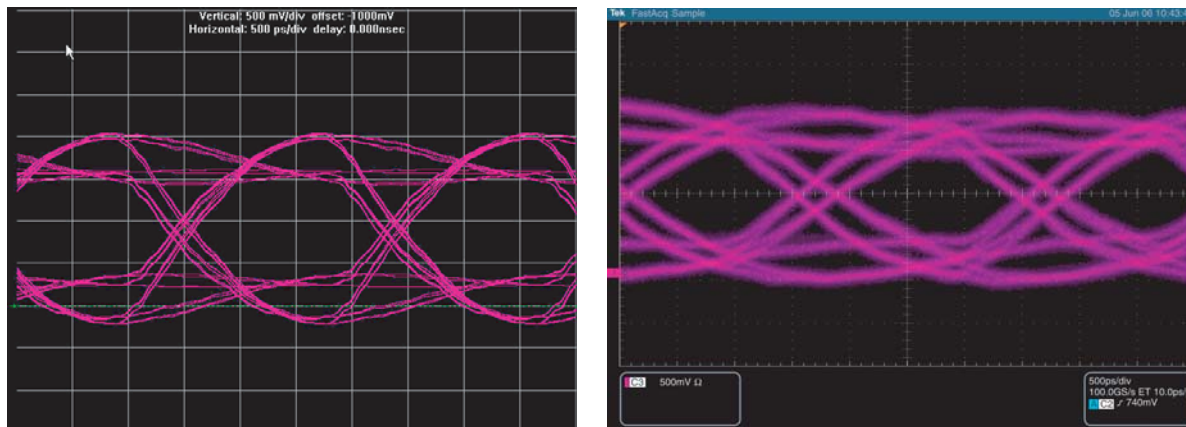 Vertical: 500 mV/div offset: -1000mV
Horizontal: 500 ps/div delay: 0.000nsec
Tek FastAcq Sample
05 Jun 06 10:43:4
C3 500mV Ω
500ps/div
100.0GS/s ET 10.0ps/
A C2 ∫ 740mV